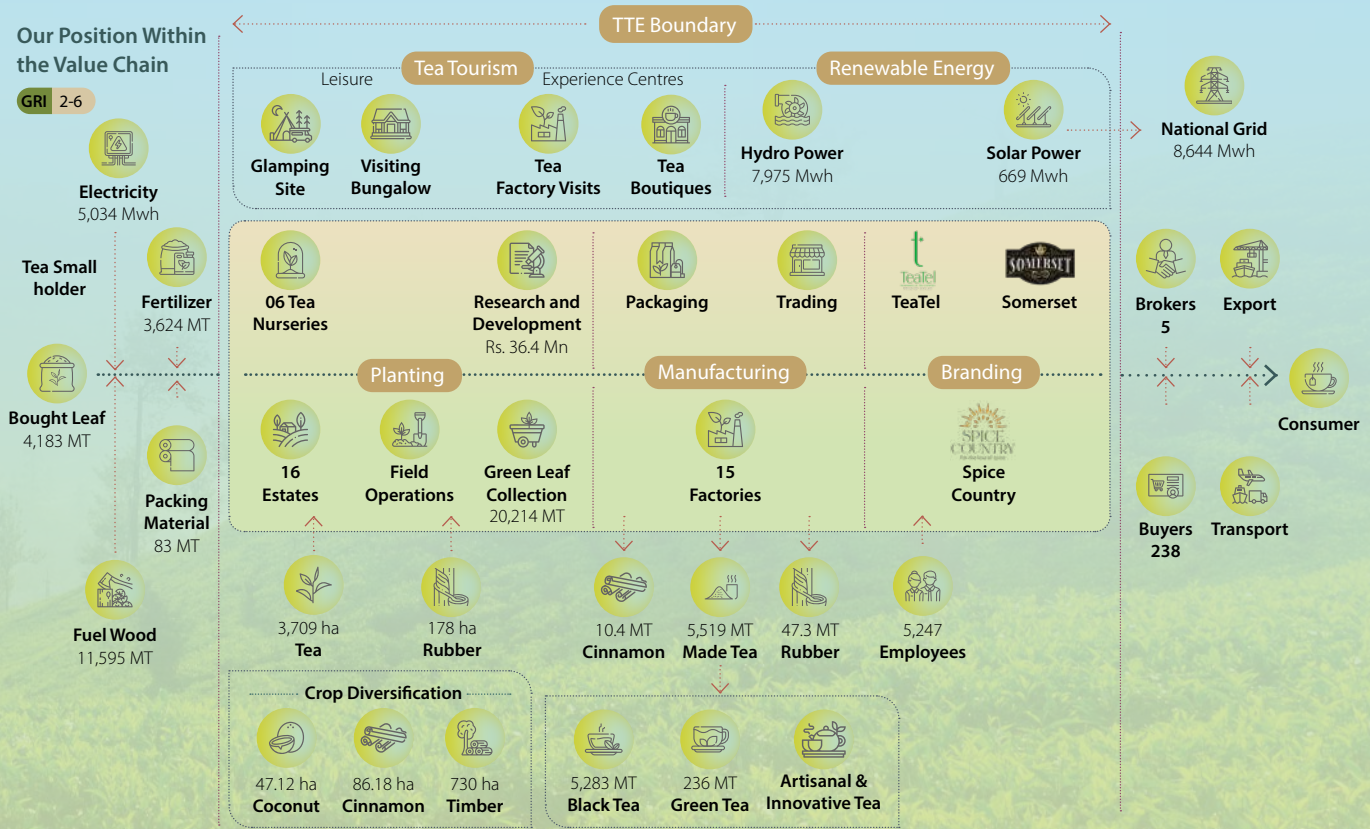 Our Position Within
the Value Chain
GRI 2-6
TTE Boundary
Tea Tourism
Leisure
Experience Centres
Renewable Energy
Glamping
Site
Visiting
Bungalow
Tea
Factory Visits
Tea
Boutiques
Hydro Power
7,975 Mwh
Solar Power
669 Mwh
National Grid
8,644 Mwh
Electricity
5,034 Mwh
Tea Small
holder
Fertilizer
3,624 MT
Bought Leaf
4,183 MT
Packing
Material
83 MT
Fuel Wood
11,595 MT
06 Tea
Nurseries
Research and
Development
Rs. 36.4 Mn
Packaging
Trading
t
TeaTel
TeaTel
SOMERSET
Somerset
Planting
Manufacturing
Branding
16
Estates
Field
Operations
Green Leaf
Collection
20,214 MT
15
Factories
SPICE
COUNTRY
Spice
Country
Brokers
5
Export
Consumer
Buyers
238
Transport
3,709 ha
Tea
178 ha
Rubber
10.4 MT
Cinnamon
5,519 MT
Made Tea
47.3 MT
Rubber
5,247
Employees
Crop Diversification
47.12 ha
Coconut
86.18 ha
Cinnamon
730 ha
Timber
5,283 MT
Black Tea
236 MT
Green Tea
Artisanal &
Innovative Tea